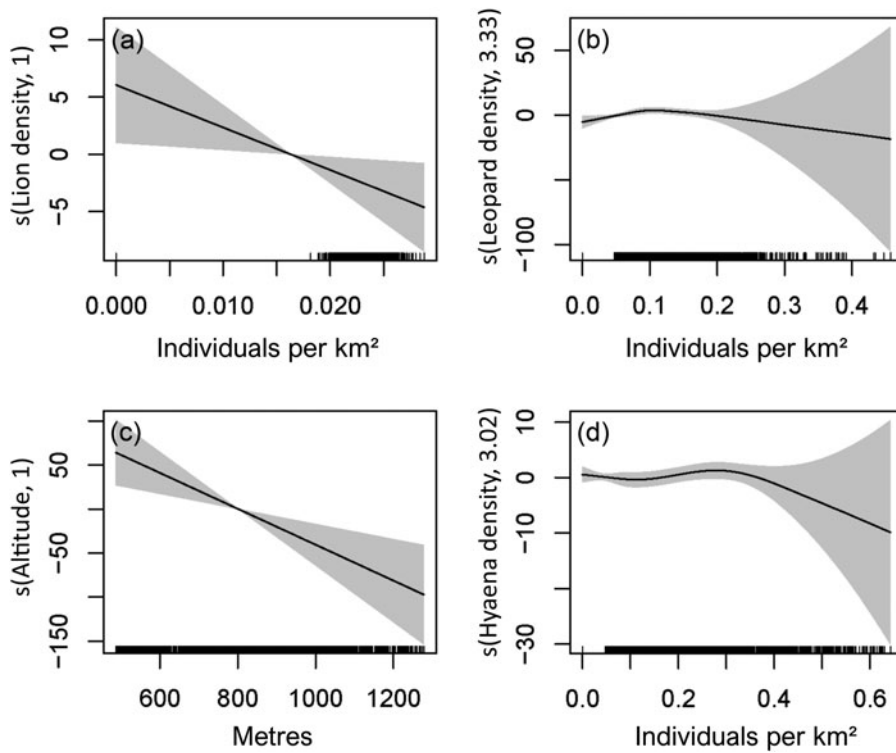 (a)
s(Lion density, 1)
10
5
0
−5
0.000
0.010
0.020
Individuals per km²
(b)
s(Leopard density, 3.33)
50
0
−100
0.0
0.1
0.2
0.3
0.4
Individuals per km²
(c)
s(Altitude, 1)
50
0
−50
−150
600
800
1000
1200
Metres
(d)
s(Hyaena density, 3.02)
10
0
−10
−30
0.0
0.2
0.4
0.6
Individuals per km²